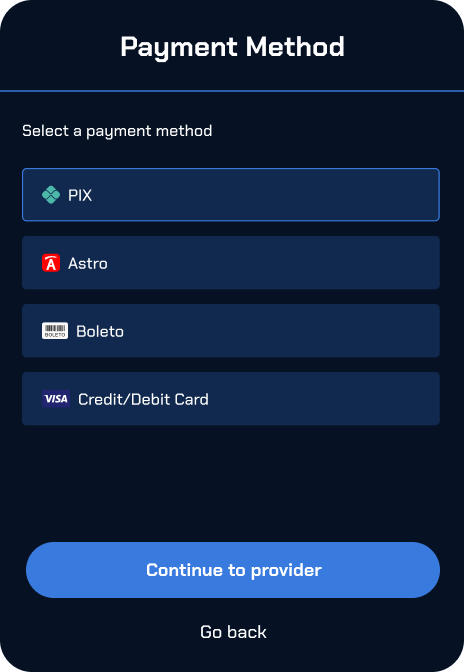 Payment Method
Select a payment method
PIX
A Astro
BOLETO Boleto
VISA Credit/Debit Card
Continue to provider
Go back